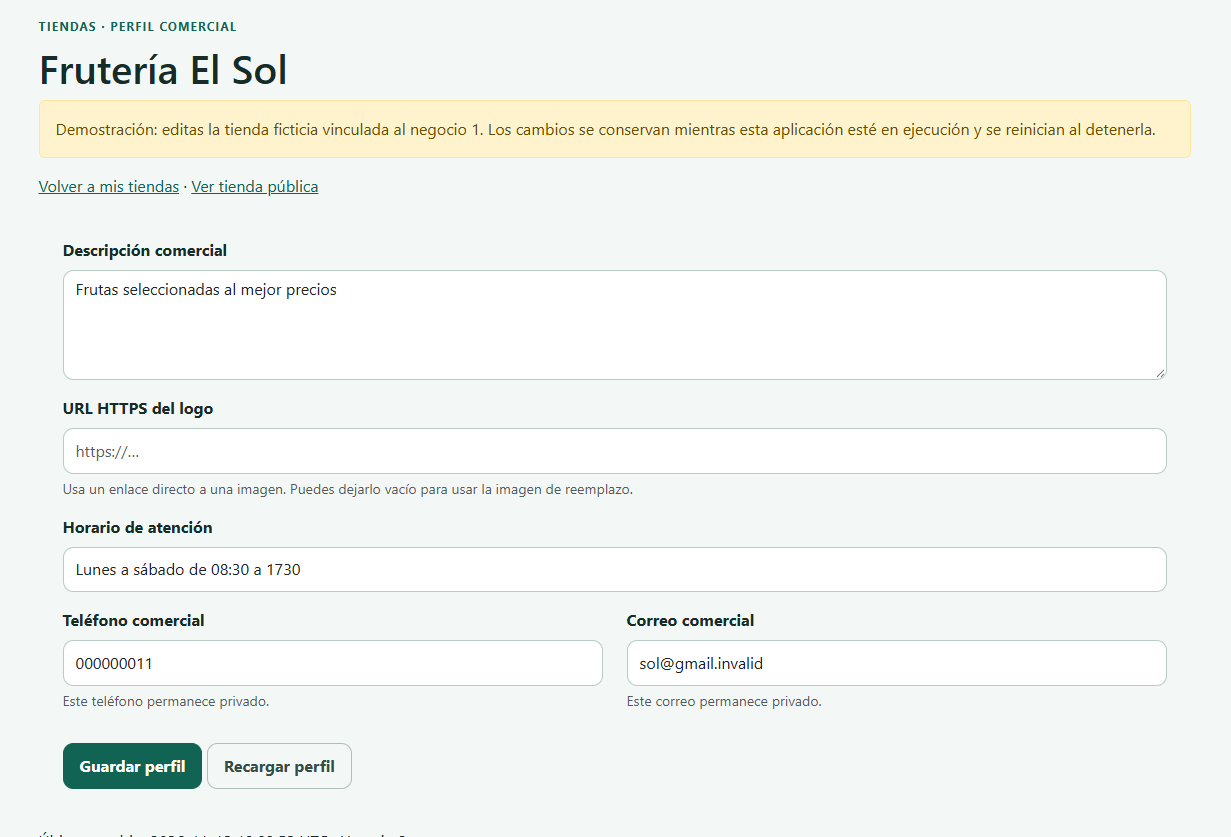 TIENDAS · PERFIL COMERCIAL
Frutería El Sol
Demostración: editas la tienda ficticia vinculada al negocio 1. Los cambios se conservan mientras esta aplicación esté en ejecución y se reinician al detenerla.
Volver a mis tiendas · Ver tienda pública
Descripción comercial
Frutas seleccionadas al mejor precios
URL HTTPS del logo
https://...
Usa un enlace directo a una imagen. Puedes dejarlo vacío para usar la imagen de reemplazo.
Horario de atención
Lunes a sábado de 08:30 a 1730
Teléfono comercial
Correo comercial
000000011
sol@gmail.invalid
Este teléfono permanece privado.
Este correo permanece privado.
Guardar perfil
Recargar perfil